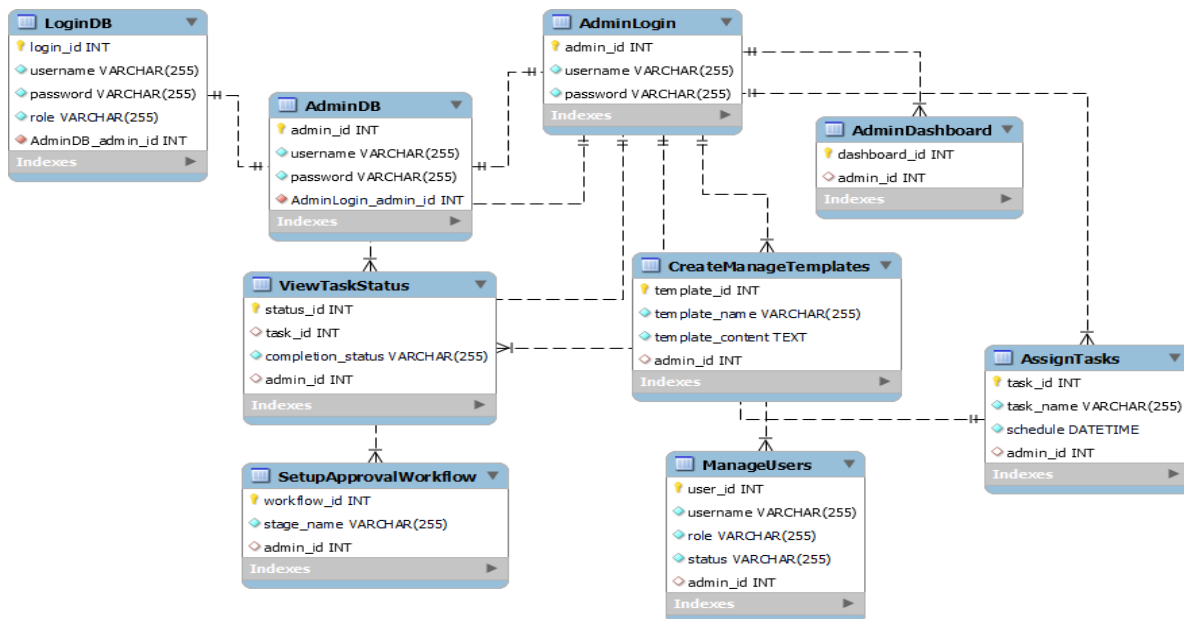 LoginDB
login_id INT
username VARCHAR(255)
password VARCHAR(255)
role VARCHAR(255)
AdminDB_admin_id INT
Indexes
AdminDB
admin_id INT
username VARCHAR(255)
password VARCHAR(255)
AdminLogin_admin_id INT
Indexes
AdminLogin
admin_id INT
username VARCHAR(255)
password VARCHAR(255)
Indexes
AdminDashboard
dashboard_id INT
admin_id INT
Indexes
ViewTaskStatus
status_id INT
task_id INT
completion_status VARCHAR(255)
admin_id INT
Indexes
CreateManageTemplates
template_id INT
template_name VARCHAR(255)
template_content TEXT
admin_id INT
Indexes
AssignTasks
task_id INT
task_name VARCHAR(255)
schedule DATETIME
admin_id INT
Indexes
SetupApprovalWorkflow
workflow_id INT
stage_name VARCHAR(255)
admin_id INT
Indexes
ManageUsers
user_id INT
username VARCHAR(255)
role VARCHAR(255)
status VARCHAR(255)
admin_id INT
Indexes